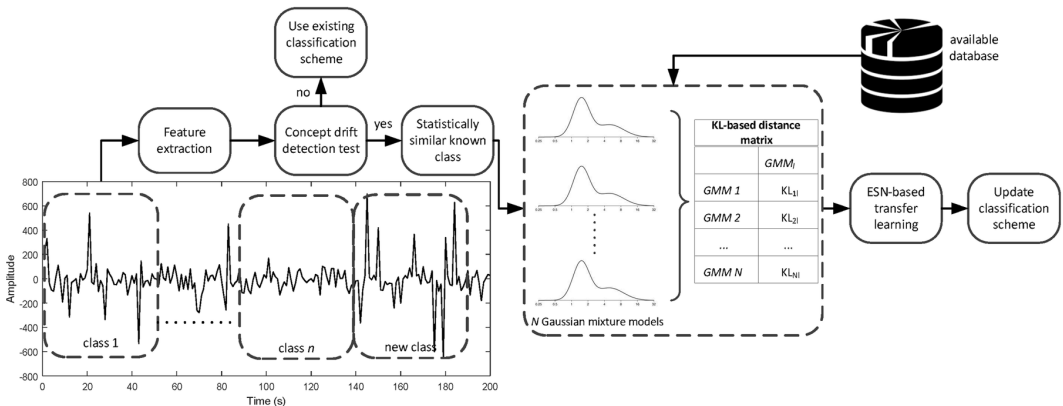 Use existing
classification
scheme
no
Feature
extraction
Concept drift
detection test
yes
Statistically
similar known
class
available
database
KL-based distance
matrix
GMMl
GMM 1 KL1l
GMM 2 KL2l
... ...
GMM N KLNl
N Gaussian mixture models
ESN-based
transfer
learning
Update
classification
scheme
800
600
400
200
0
-200
-400
-600
-800
Amplitude
class 1
class n
new class
0 20 40 60 80 100 120 140 160 180 200
Time (s)